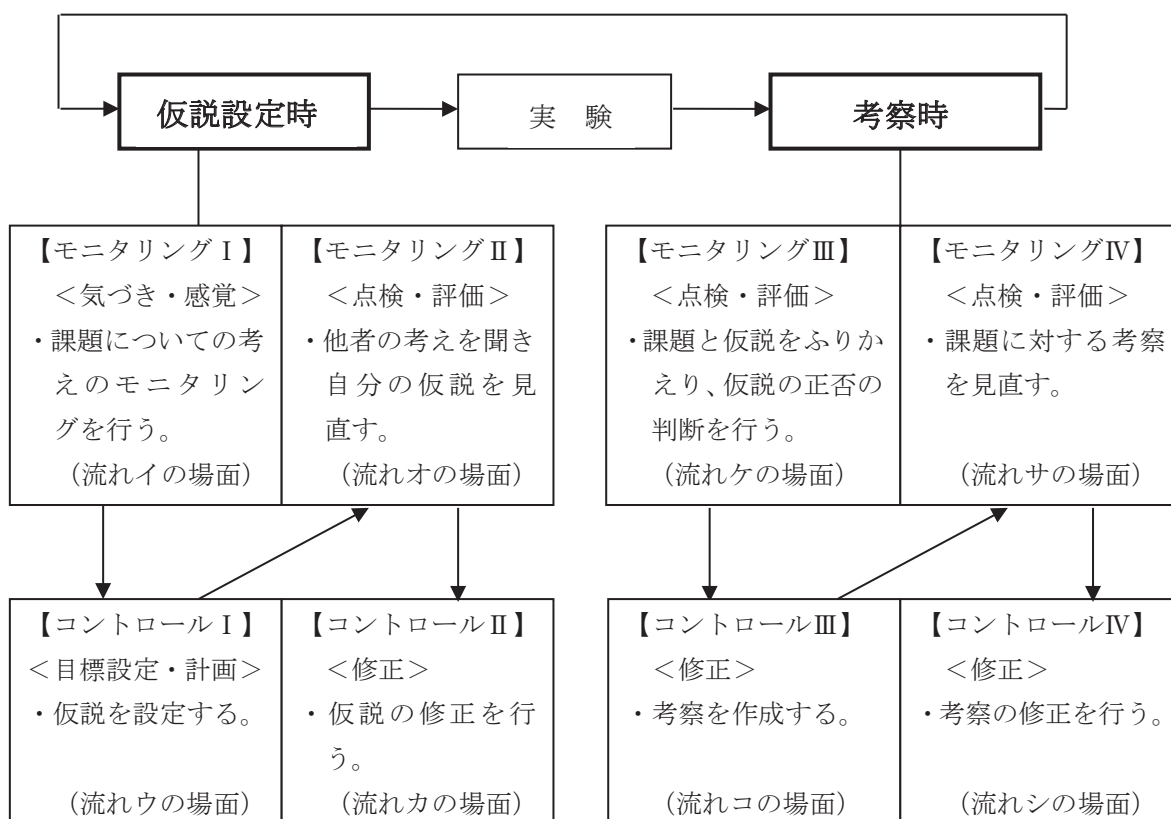 仮説設定時
実　験
考察時
【モニタリングⅠ】
＜気づき・感覚＞
・課題についての考
えのモニタリン
グを行う。
（流れイの場面）
【モニタリングⅡ】
＜点検・評価＞
・他者の考えを聞き
自分の仮説を見
直す。
（流れオの場面）
【モニタリングⅢ】
＜点検・評価＞
・課題と仮説をふりか
えり、仮説の正否の
判断を行う。
（流れケの場面）
【モニタリングⅣ】
＜点検・評価＞
・課題に対する考察
を見直す。
（流れサの場面）
【コントロールⅠ】
＜目標設定・計画＞
・仮説を設定する。
（流れウの場面）
【コントロールⅡ】
＜修正＞
・仮説の修正を行
う。
（流れカの場面）
【コントロールⅢ】
＜修正＞
・考察を作成する。
（流れコの場面）
【コントロールⅣ】
＜修正＞
・考察の修正を行う。
（流れシの場面）